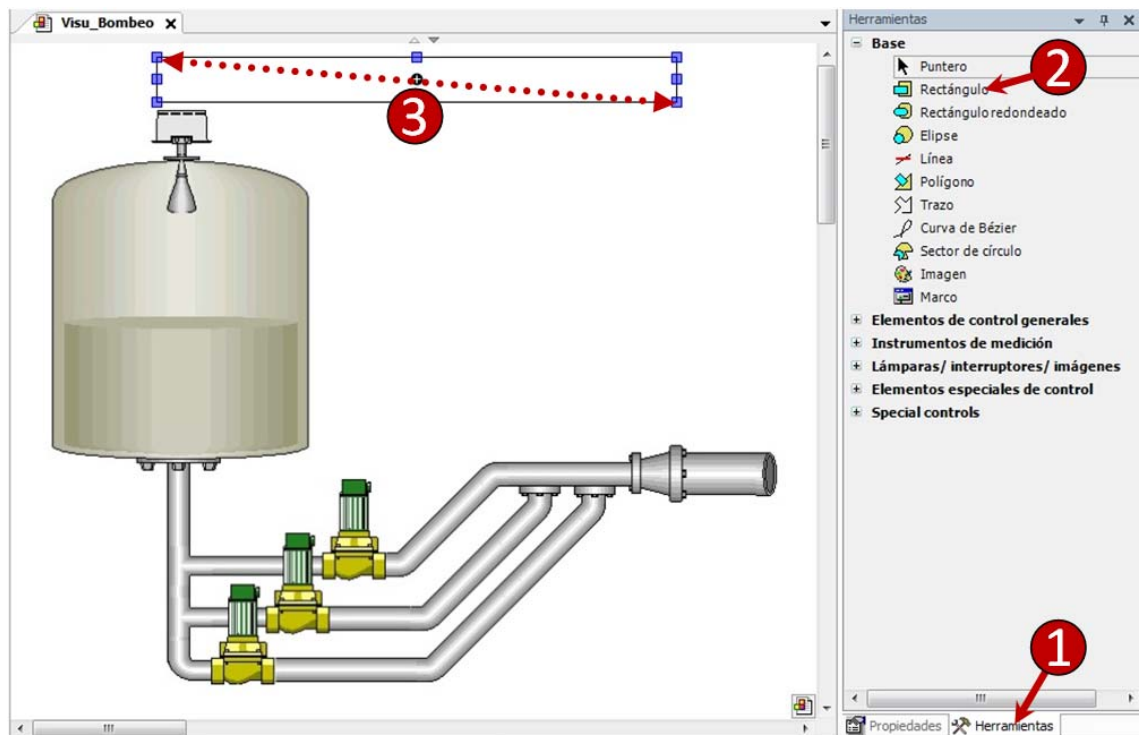 Visu_Bombeo
3
Herramientas
Base
Puntero
Rectángulo
2
Rectángulo redondeado
Elipse
Línea
Polígono
Trazo
Curva de Bézier
Sector de círculo
Imagen
Marco
Elementos de control generales
Instrumentos de medición
Lámparas/ interruptores/ imágenes
Elementos especiales de control
Special controls
1
Propiedades
Herramientas